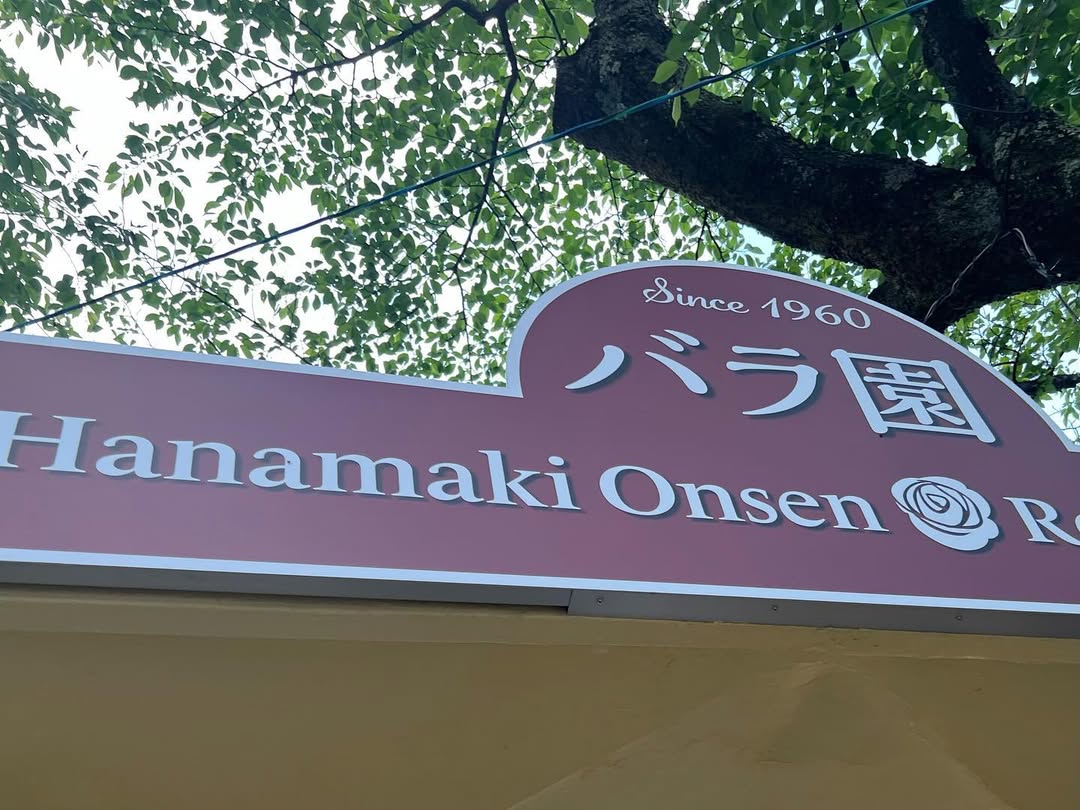 Since 1960
バラ園
Hanamaki Onsen